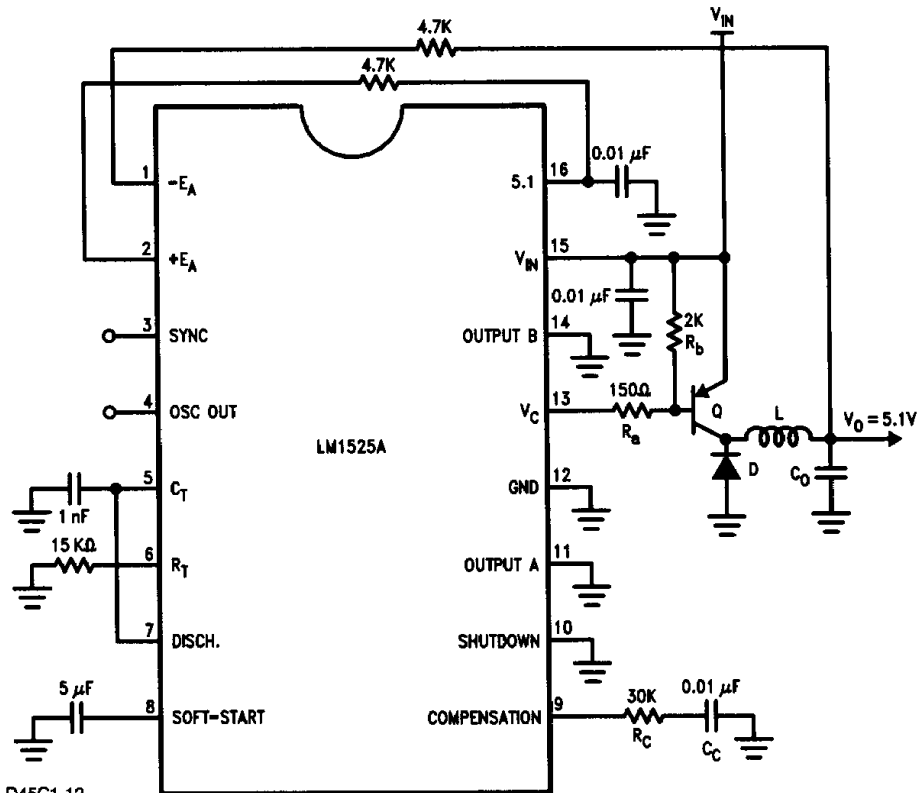 4.7K
V_IN
4.7K
0.01 μF
1 -E_A
5.1 16
2 +E_A
V_IN 15
0.01 μF
2K
R_b
3 SYNC
OUTPUT B 14
4 OSC OUT
V_C 13
150Ω
R_a
Q
L
V_O = 5.1V
LM1525A
D
C_O
5 C_T
1 nF
GND 12
15 KΩ
6 R_T
OUTPUT A 11
7 DISCH.
SHUTDOWN 10
5 μF
8 SOFT-START
COMPENSATION 9
30K
R_C
0.01 μF
C_C